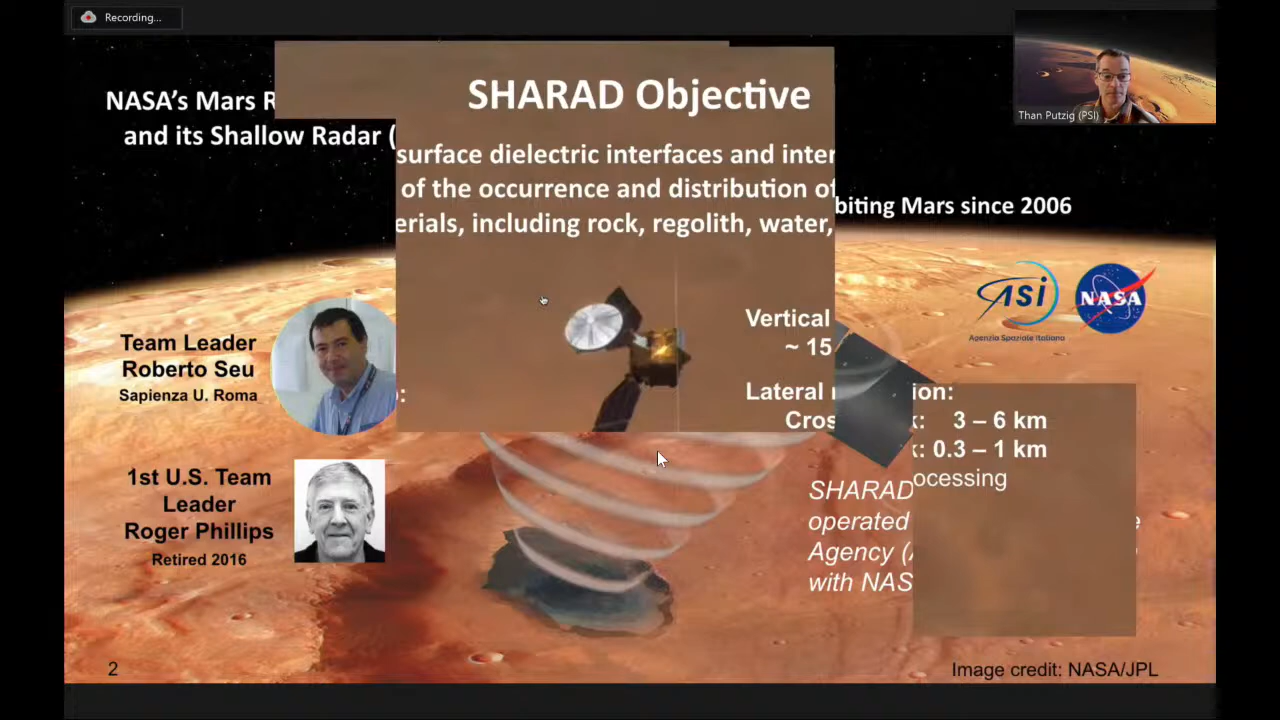 Recording...
Than Putzig (PSI)
SHARAD Objective
NASA's Mars R
and its Shallow Radar (
surface dielectric interfaces and inter
of the occurrence and distribution of
erials, including rock, regolith, water,
biting Mars since 2006
asi
Agenzia Spaziale Italiana
NASA
Team Leader
Roberto Seu
Sapienza U. Roma
Vertical
~ 15
Lateral
ion:
Cros
k: 3 – 6 km
k: 0.3 – 1 km
ocessing
1st U.S. Team
Leader
Roger Phillips
Retired 2016
SHARAD
operated
e
Agency (
with NAS
2
Image credit: NASA/JPL